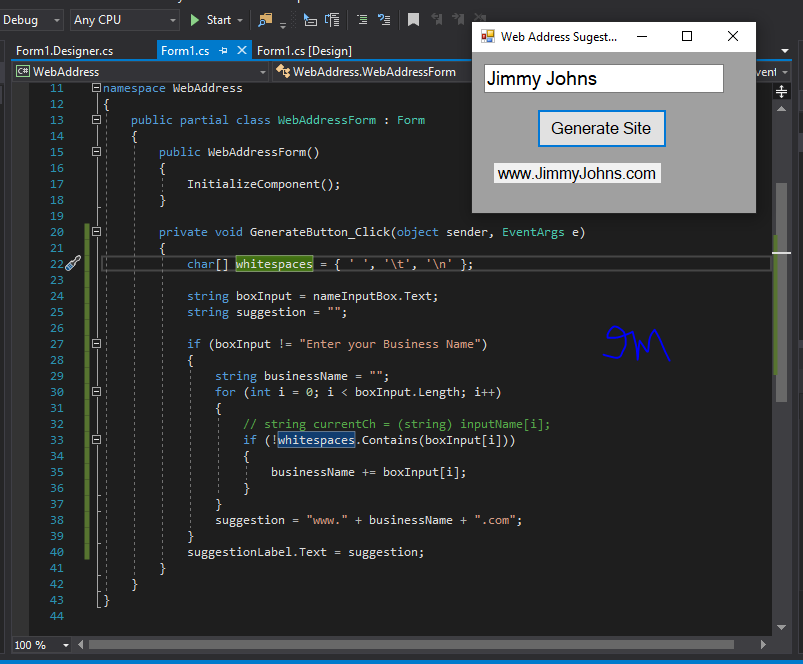 Debug Any CPU Start
Web Address Sugest...
Form1.Designer.cs Form1.cs Form1.cs [Design]
C# WebAddress WebAddress.WebAddressForm
Jimmy Johns
Generate Site
www.JimmyJohns.com
11 namespace WebAddress
12 {
13 public partial class WebAddressForm : Form
14 {
15 public WebAddressForm()
16 {
17 InitializeComponent();
18 }
19
20 private void GenerateButton_Click(object sender, EventArgs e)
21 {
22 char[] whitespaces = { ' ', '\t', '\n' };
23
24 string boxInput = nameInputBox.Text;
25 string suggestion = "";
26
27 if (boxInput != "Enter your Business Name")
28 {
29 string businessName = "";
30 for (int i = 0; i < boxInput.Length; i++)
31 {
32 // string currentCh = (string) inputName[i];
33 if (!whitespaces.Contains(boxInput[i]))
34 {
35 businessName += boxInput[i];
36 }
37 }
38 suggestion = "www." + businessName + ".com";
39 }
40 suggestionLabel.Text = suggestion;
41 }
42 }
43 }
44
100 %